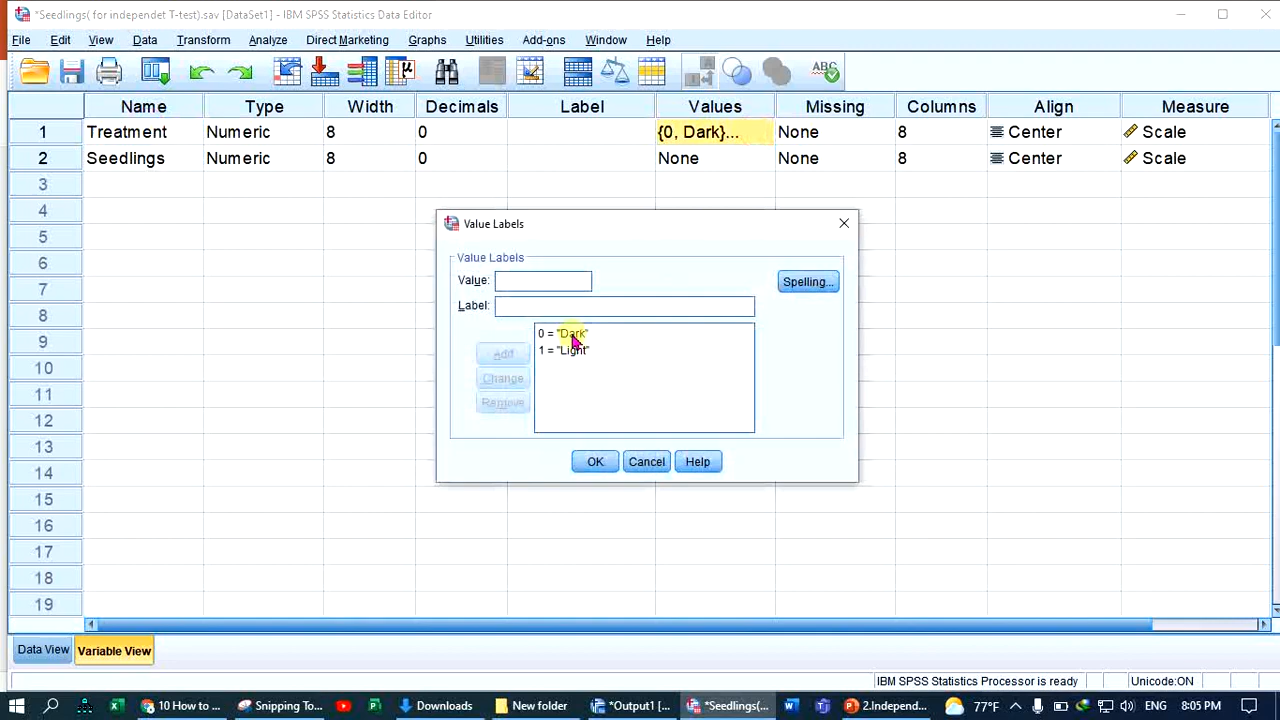 *Seedlings( for independet T-test).sav [DataSet1] - IBM SPSS Statistics Data Editor
File Edit View Data Transform Analyze Direct Marketing Graphs Utilities Add-ons Window Help
ABC
Name Type Width Decimals Label Values Missing Columns Align Measure
1 Treatment Numeric 8 0 {0, Dark}... None 8 Center Scale
2 Seedlings Numeric 8 0 None None 8 Center Scale
3
4
5
6
7
8
9
10
11
12
13
14
15
16
17
18
19
Value Labels
Value Labels
Value:
Spelling...
Label:
0 = "Dark"
1 = "Light"
Add
Change
Remove
OK Cancel Help
Data View Variable View
IBM SPSS Statistics Processor is ready Unicode:ON
10 How to ... Snipping To... Downloads New folder *Output1 [... *Seedlings(... 2.Independ... 77°F ENG 8:05 PM